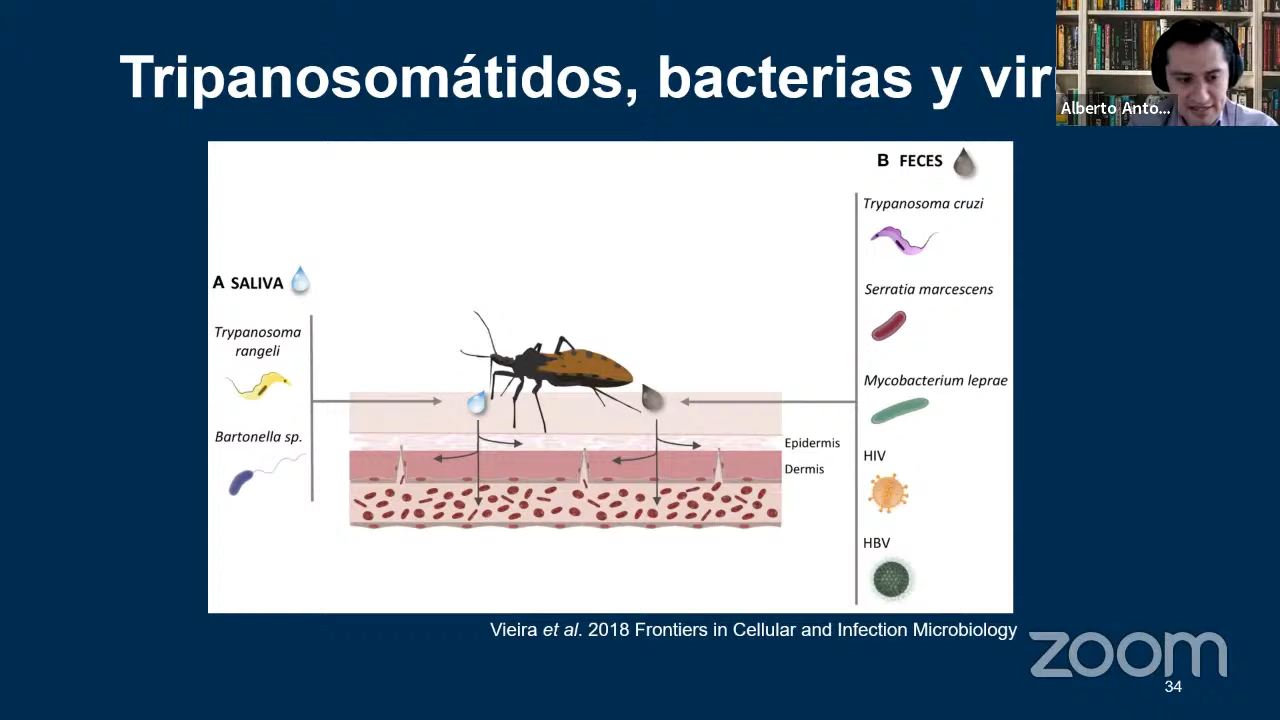 Tripanosomátidos, bacterias y
Alberto Anto...
B FECES
Trypanosoma cruzi
Serratia marcescens
A SALIVA
Trypanosoma
rangeli
Mycobacterium leprae
Bartonella sp.
Epidermis
Dermis
HIV
HBV
Vieira et al. 2018 Frontiers in Cellular and Infection Microbiology
zoom
34